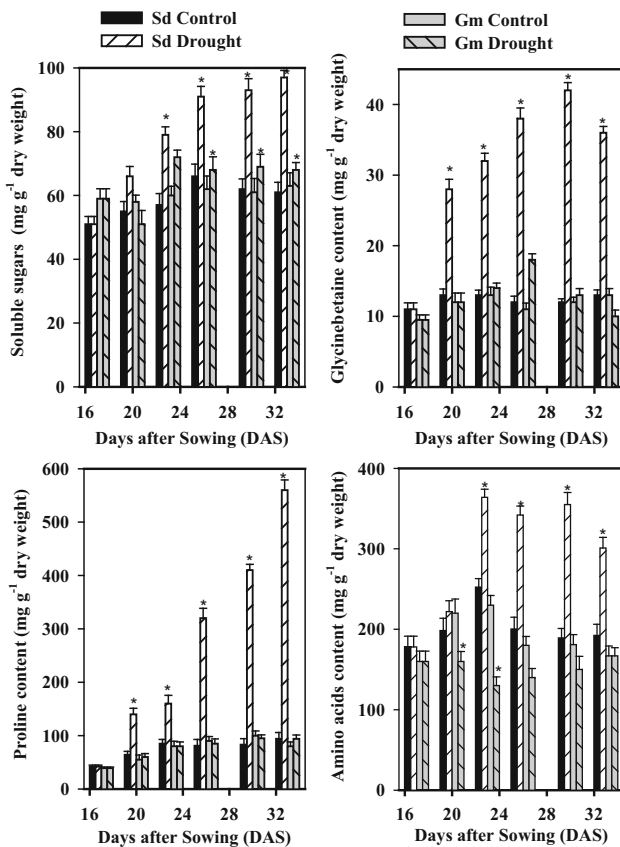 Sd Control
Sd Drought
Gm Control
Gm Drought
Soluble sugars (mg g⁻¹ dry weight)
100
80
60
40
20
0
* * * * * * *
16 20 24 28 32
Days after Sowing (DAS)
Glycinebetaine content (mg g⁻¹ dry weight)
40
30
20
10
0
* * * * *
16 20 24 28 32
Days after Sowing (DAS)
Proline content (mg g⁻¹ dry weight)
600
500
400
300
200
100
0
* * * * *
16 20 24 28 32
Days after Sowing (DAS)
Amino acids content (mg g⁻¹ dry weight)
400
300
200
100
0
* * * * * *
16 20 24 28 32
Days after Sowing (DAS)